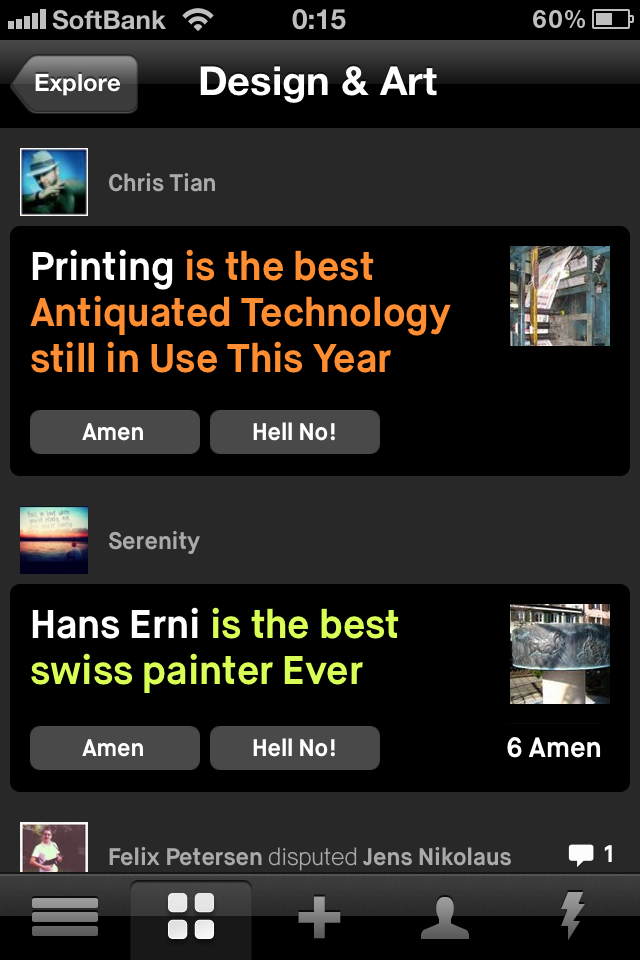 SoftBank 0:15 60%
Explore Design & Art
Chris Tian
Printing is the best
Antiquated Technology
still in Use This Year
Amen Hell No!
Serenity
Hans Erni is the best
swiss painter Ever
Amen Hell No! 6 Amen
Felix Petersen disputed Jens Nikolaus 1